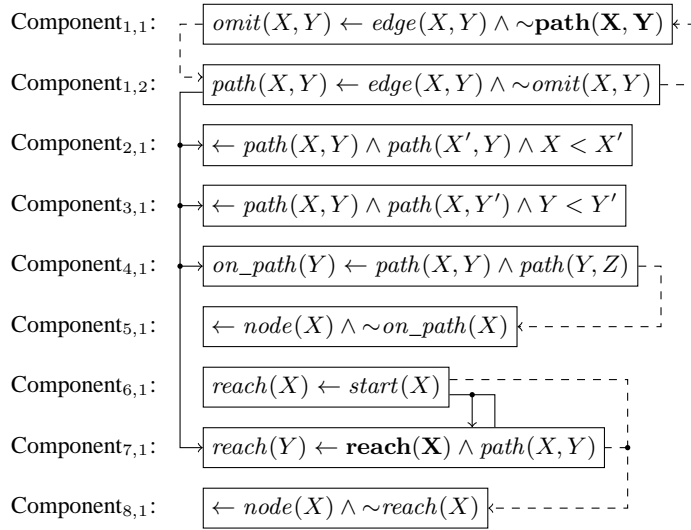 Component₁,₁: omit(X, Y) ← edge(X, Y) ∧ ∼path(X, Y)
Component₁,₂: path(X, Y) ← edge(X, Y) ∧ ∼omit(X, Y)
Component₂,₁: ← path(X, Y) ∧ path(X′, Y) ∧ X < X′
Component₃,₁: ← path(X, Y) ∧ path(X, Y′) ∧ Y < Y′
Component₄,₁: on_path(Y) ← path(X, Y) ∧ path(Y, Z)
Component₅,₁: ← node(X) ∧ ∼on_path(X)
Component₆,₁: reach(X) ← start(X)
Component₇,₁: reach(Y) ← reach(X) ∧ path(X, Y)
Component₈,₁: ← node(X) ∧ ∼reach(X)